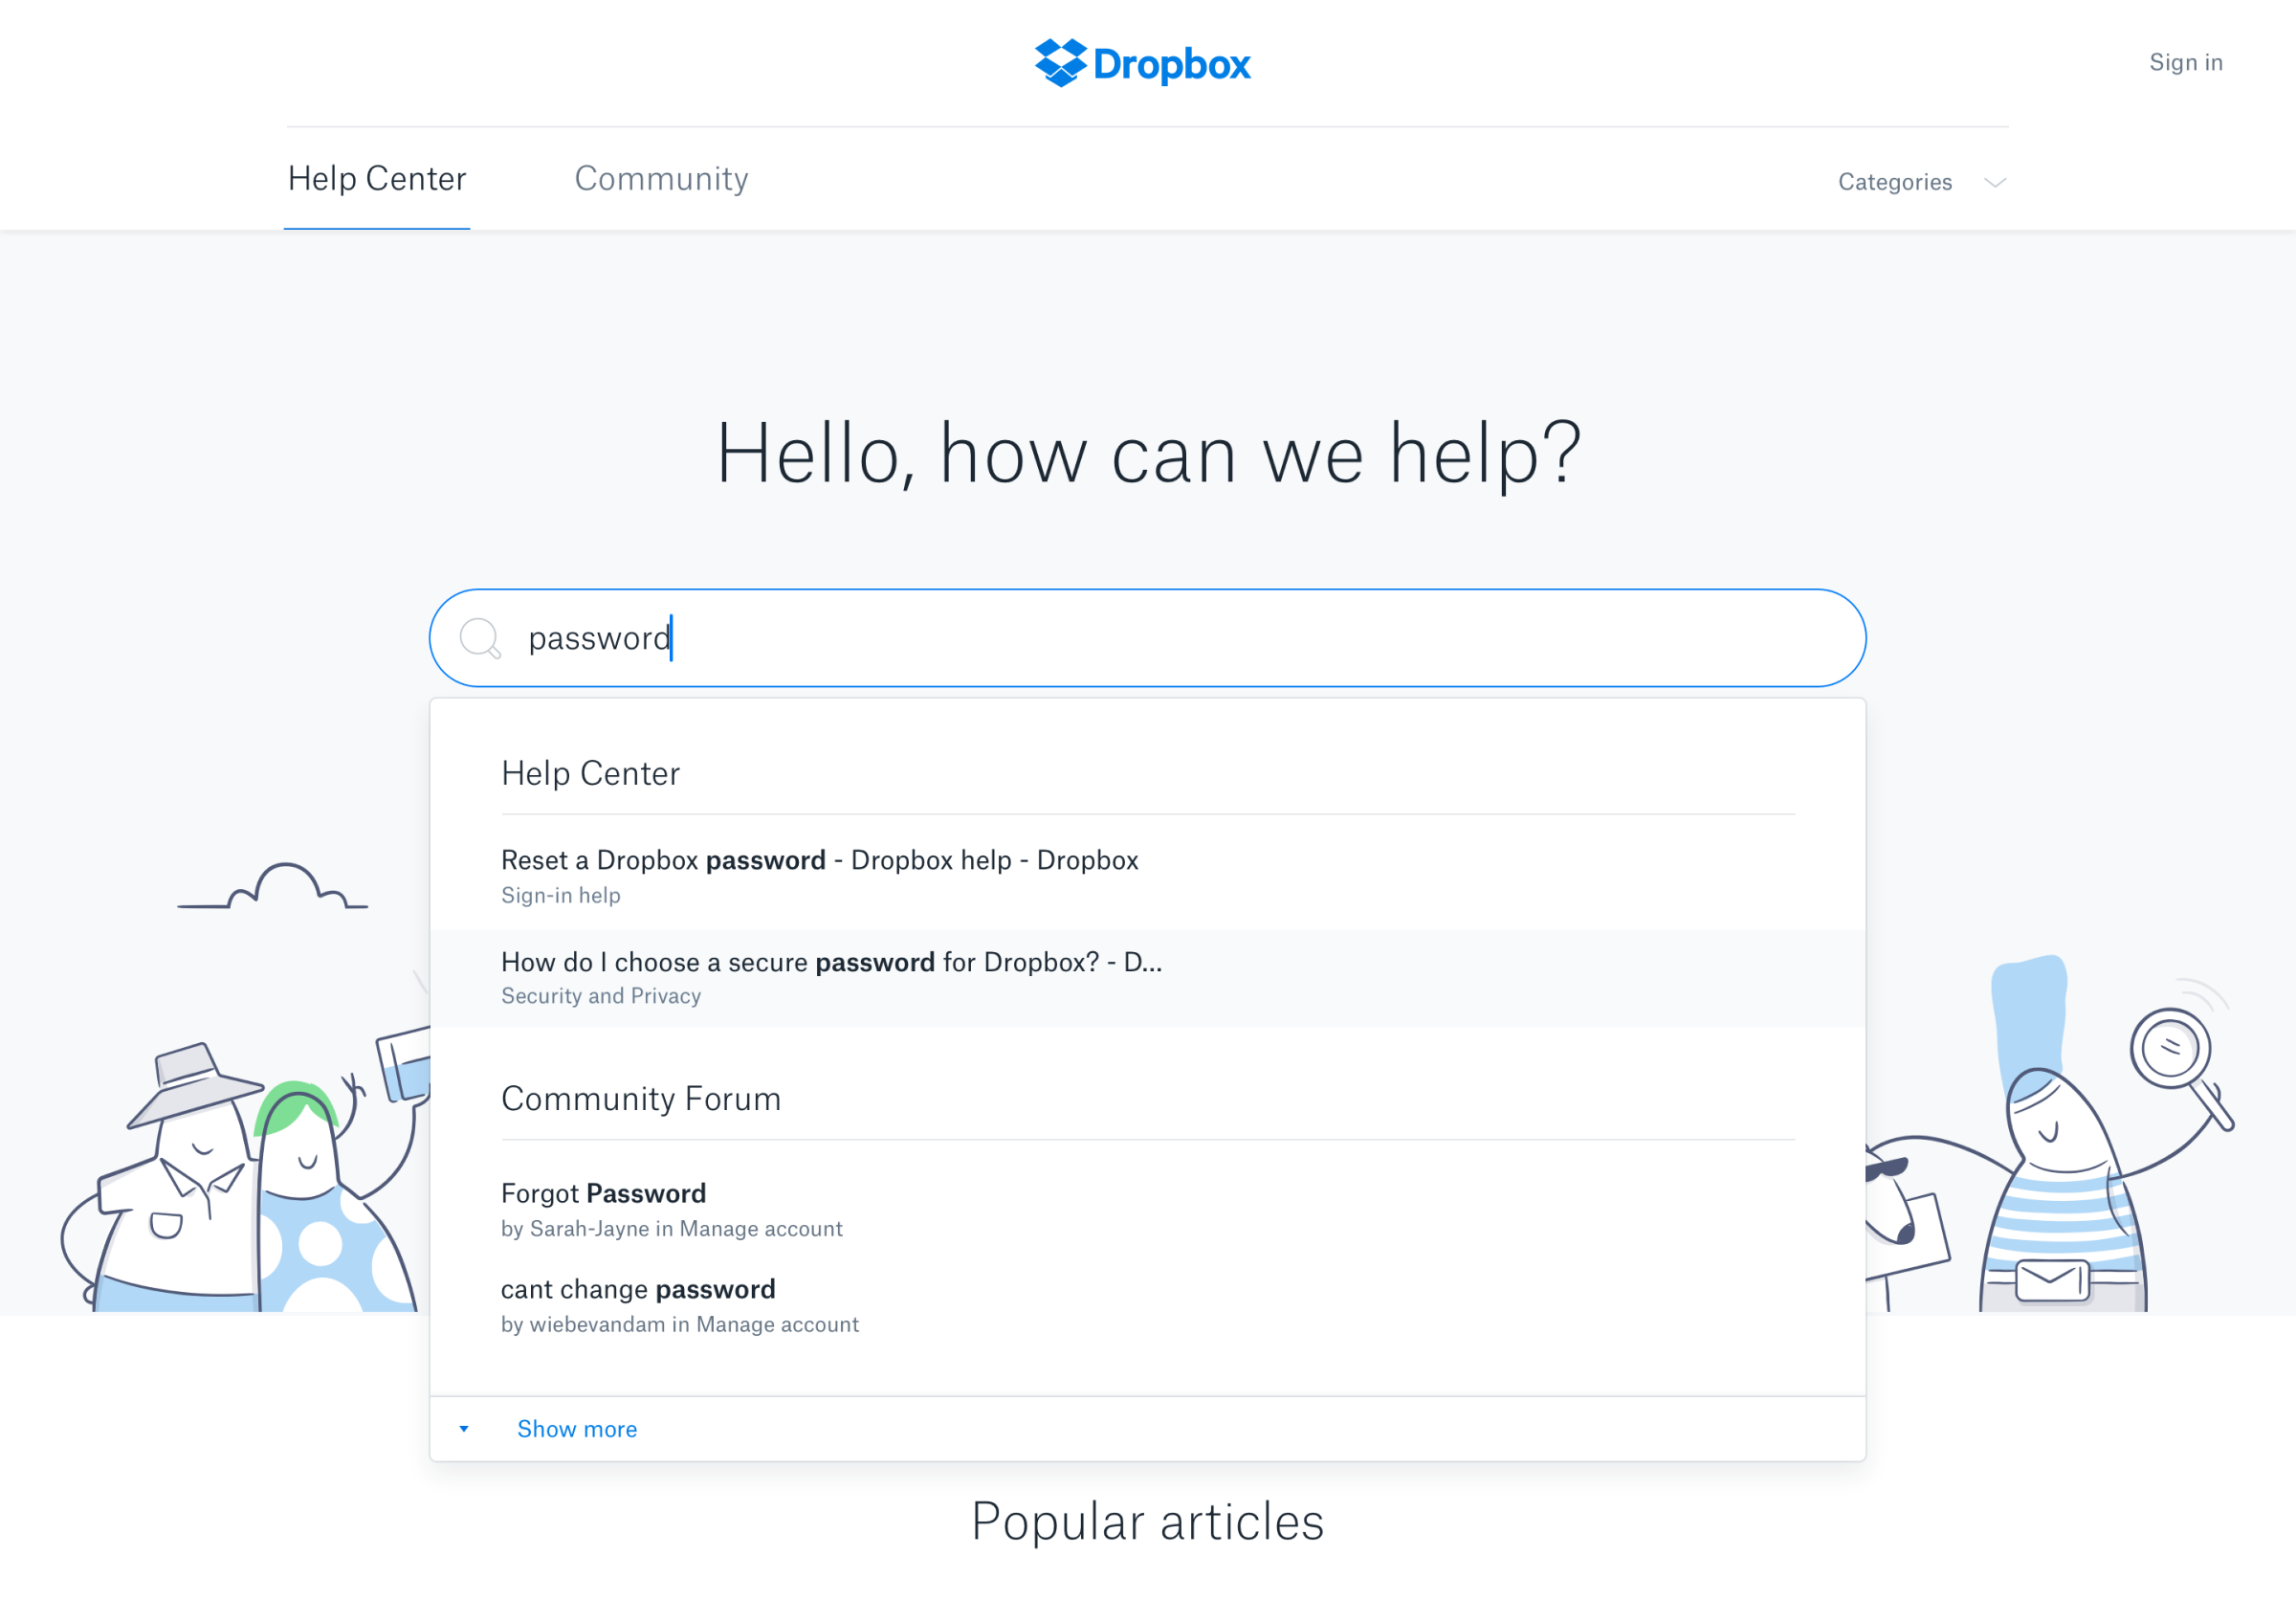 Dropbox
Sign in
Help Center
Community
Categories
Hello, how can we help?
password
Help Center
Reset a Dropbox password - Dropbox help - Dropbox
Sign-in help
How do I choose a secure password for Dropbox? - D...
Security and Privacy
Community Forum
Forgot Password
by Sarah-Jayne in Manage account
cant change password
by wiebevandam in Manage account
Show more
Popular articles